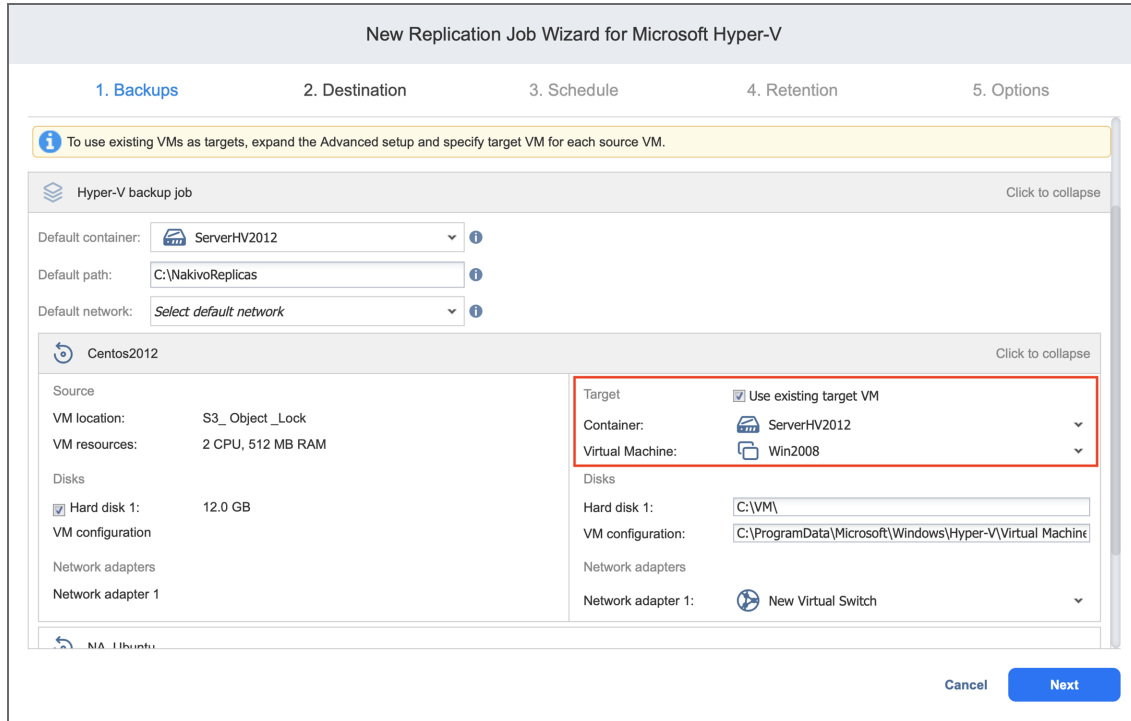 New Replication Job Wizard for Microsoft Hyper-V
1. Backups 2. Destination 3. Schedule 4. Retention 5. Options
To use existing VMs as targets, expand the Advanced setup and specify target VM for each source VM.
Hyper-V backup job Click to collapse
Default container: ServerHV2012
Default path: C:\NakivoReplicas
Default network: Select default network
Centos2012 Click to collapse
Source Target Use existing target VM
VM location: S3_ Object _Lock Container: ServerHV2012
VM resources: 2 CPU, 512 MB RAM Virtual Machine: Win2008
Disks Disks
Hard disk 1: 12.0 GB Hard disk 1: C:\VM\
VM configuration VM configuration: C:\ProgramData\Microsoft\Windows\Hyper-V\Virtual Machine
Network adapters Network adapters
Network adapter 1 Network adapter 1: New Virtual Switch
NA_Ubuntu
Cancel Next